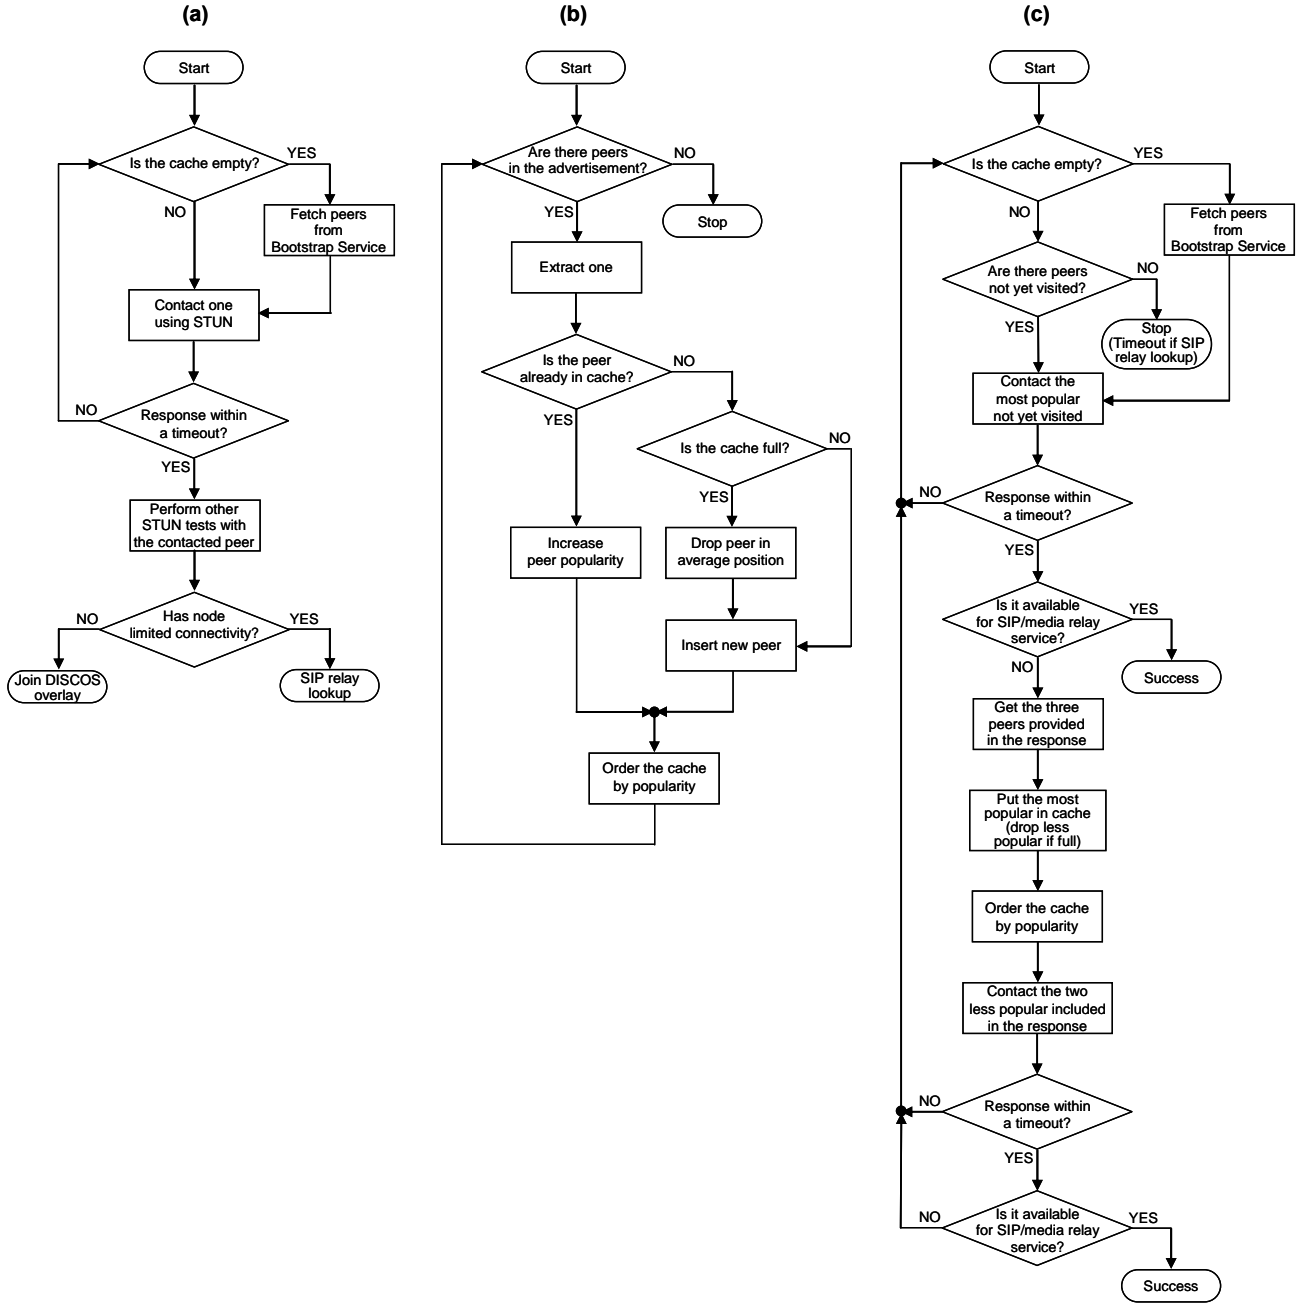 (a)
Start
Is the cache empty?
YES
NO
Fetch peers
from
Bootstrap Service
Contact one
using STUN
Response within
a timeout?
NO
YES
Perform other
STUN tests with
the contacted peer
Has node
limited connectivity?
NO
YES
Join DISCOS
overlay
SIP relay
lookup
(b)
Start
Are there peers
in the advertisement?
NO
YES
Stop
Extract one
Is the peer
already in cache?
NO
YES
Is the cache full?
NO
YES
Increase
peer popularity
Drop peer in
average position
Insert new peer
Order the cache
by popularity
(c)
Start
Is the cache empty?
YES
NO
Fetch peers
from
Bootstrap Service
Are there peers
not yet visited?
NO
YES
Stop
(Timeout if SIP
relay lookup)
Contact the
most popular
not yet visited
Response within
a timeout?
NO
YES
Is it available
for SIP/media relay
service?
YES
NO
Success
Get the three
peers provided
in the response
Put the most
popular in cache
(drop less
popular if full)
Order the cache
by popularity
Contact the two
less popular included
in the response
Response within
a timeout?
NO
YES
Is it available
for SIP/media relay
service?
NO
YES
Success